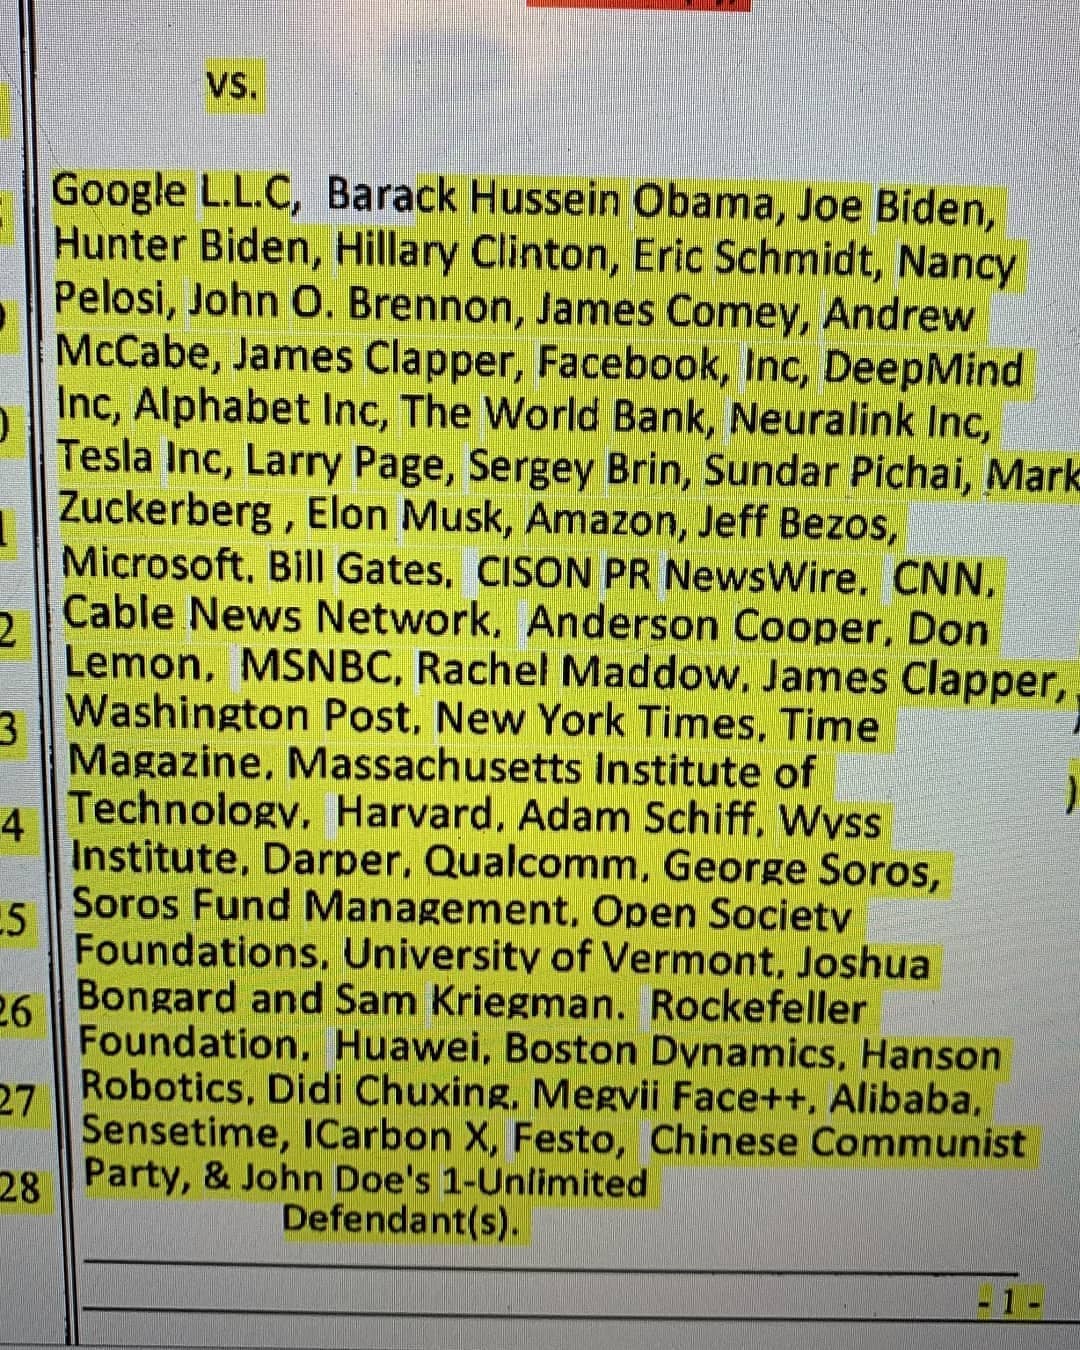 vs.
Google L.L.C, Barack Hussein Obama, Joe Biden,
Hunter Biden, Hillary Clinton, Eric Schmidt, Nancy
Pelosi, John O. Brennon, James Comey, Andrew
McCabe, James Clapper, Facebook, Inc, DeepMind
Inc, Alphabet Inc, The World Bank, Neuralink Inc,
Tesla Inc, Larry Page, Sergey Brin, Sundar Pichai, Mark
Zuckerberg , Elon Musk, Amazon, Jeff Bezos,
Microsoft, Bill Gates, CISON PR NewsWire, CNN,
Cable News Network, Anderson Cooper, Don
Lemon, MSNBC, Rachel Maddow, James Clapper,
Washington Post, New York Times, Time
Magazine, Massachusetts Institute of
Technology, Harvard, Adam Schiff, Wyss
Institute, Darper, Qualcomm, George Soros,
Soros Fund Management, Open Society
Foundations, University of Vermont, Joshua
Bongard and Sam Kriegman. Rockefeller
26
Foundation, Huawei, Boston Dynamics, Hanson
Robotics, Didi Chuxing, Megvii Face++, Alibaba,
27
Sensetime, ICarbon X, Festo, Chinese Communist
Party, & John Doe's 1-Unlimited
28
Defendant(s).
- 1 -